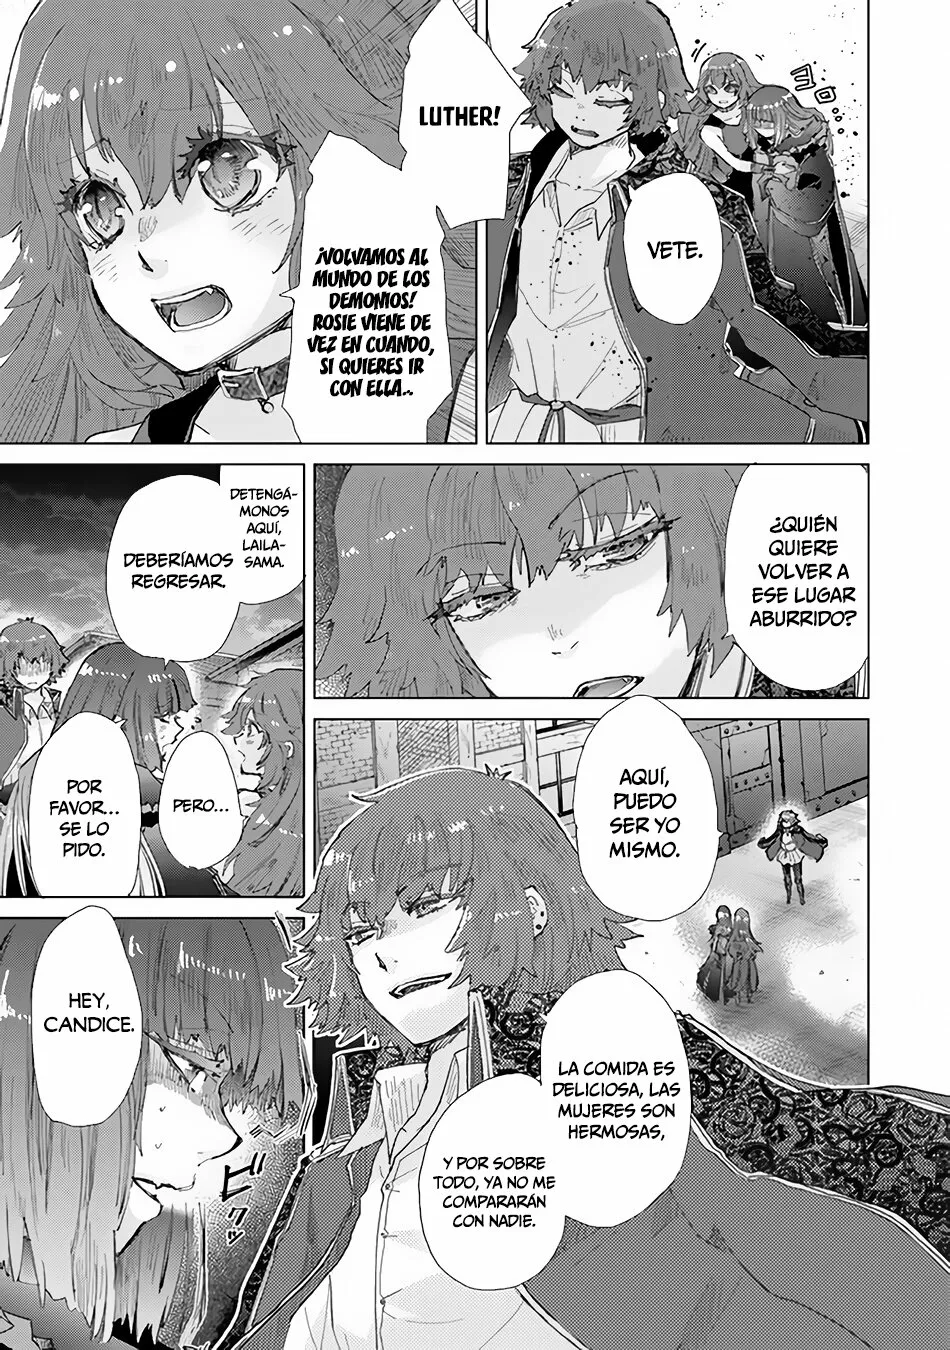 VETE.
ヨロ...
LUTHER!
¡VOLVAMOS AL
MUNDO DE LOS
DEMONIOS!
ROSIE VIENE DE
VEZ EN CUANDO,
SI QUIERES IR
CON ELLA..
¿QUIÉN
QUIERE
VOLVER A
ESE LUGAR
ABURRIDO?
DETENGÁ-
MONOS
AQUÍ,
LAILA-
SAMA.
DEBERÍAMOS
REGRESAR.
PERO...
POR
FAVOR...
SE LO
PIDO.
AQUÍ,
PUEDO
SER YO
MISMO.
LA COMIDA ES
DELICIOSA, LAS
MUJERES SON
HERMOSAS,
Y POR SOBRE
TODO, YA NO ME
COMPARARÁN
CON NADIE.
HEY,
CANDICE.